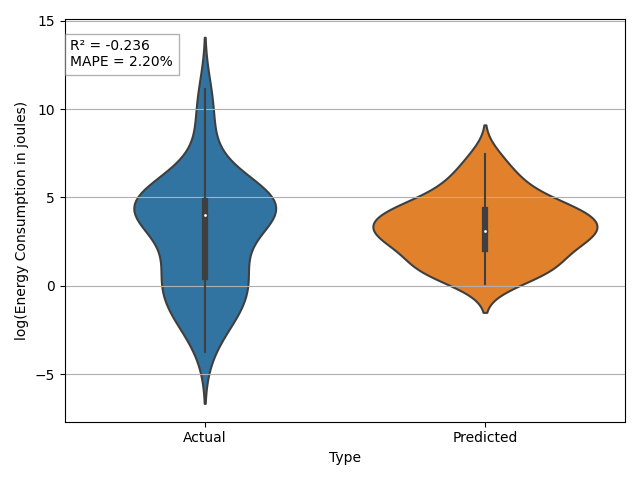 15
R² = -0.236
MAPE = 2.20%
10
5
0
−5
log(Energy Consumption in joules)
Actual
Predicted
Type